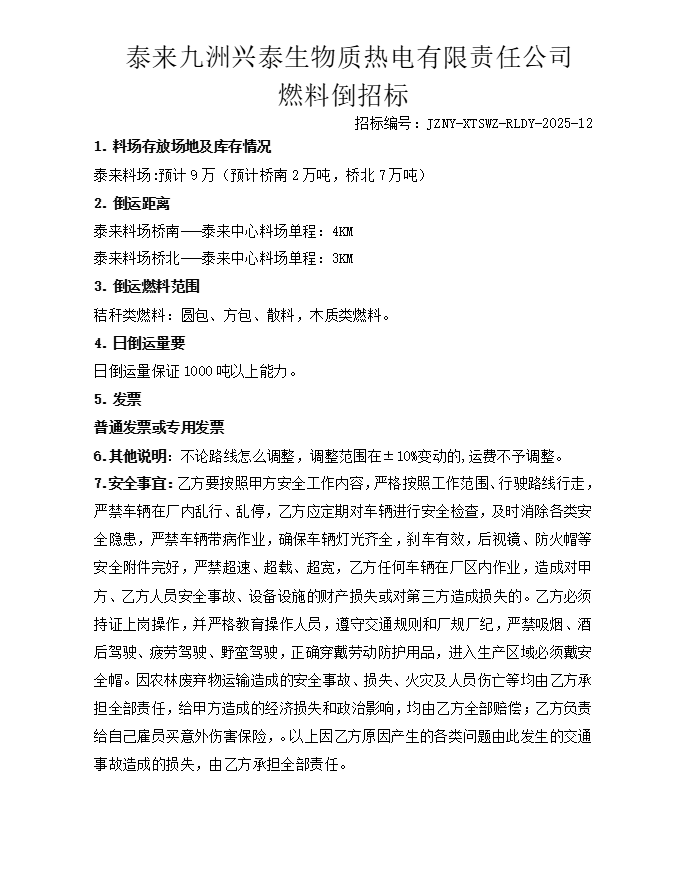 泰来九洲兴泰生物质热电有限责任公司
燃料倒招标
招标编号：JZNY-XTSWZ-RLDY-2025-12
1. 料场存放场地及库存情况
泰来料场:预计9万（预计桥南2万吨，桥北7万吨）
2. 倒运距离
泰来料场桥南——泰来中心料场单程：4KM
泰来料场桥北——泰来中心料场单程：3KM
3. 倒运燃料范围
秸秆类燃料：圆包、方包、散料，木质类燃料。
4. 日倒运量要
日倒运量保证1000吨以上能力。
5. 发票
普通发票或专用发票
6.其他说明：不论路线怎么调整，调整范围在±10%变动的,运费不予调整。
7.安全事宜：乙方要按照甲方安全工作内容，严格按照工作范围、行驶路线行走，
严禁车辆在厂内乱行、乱停，乙方应定期对车辆进行安全检查，及时消除各类安
全隐患，严禁车辆带病作业，确保车辆灯光齐全，刹车有效，后视镜、防火帽等
安全附件完好，严禁超速、超载、超宽，乙方任何车辆在厂区内作业，造成对甲
方、乙方人员安全事故、设备设施的财产损失或对第三方造成损失的。乙方必须
持证上岗操作，并严格教育操作人员，遵守交通规则和厂规厂纪，严禁吸烟、酒
后驾驶、疲劳驾驶、野蛮驾驶，正确穿戴劳动防护用品，进入生产区域必须戴安
全帽。因农林废弃物运输造成的安全事故、损失、火灾及人员伤亡等均由乙方承
担全部责任，给甲方造成的经济损失和政治影响，均由乙方全部赔偿；乙方负责
给自己雇员买意外伤害保险，。以上因乙方原因产生的各类问题由此发生的交通
事故造成的损失，由乙方承担全部责任。